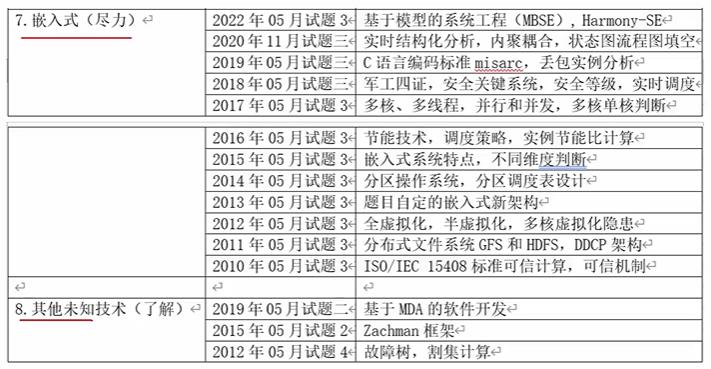 7.嵌入式（尽力） 2022 年 05 月试题 3 基于模型的系统工程（MBSE）, Harmony-SE
2020 年 11 月试题三 实时结构化分析，内聚耦合，状态图流程图填空
2019 年 05 月试题三 C 语言编码标准 misarc，丢包实例分析
2018 年 05 月试题三 军工四证，安全关键系统，安全等级，实时调度
2017 年 05 月试题 3 多核、多线程，并行和并发，多核单核判断
2016 年 05 月试题 3 节能技术，调度策略，实例节能比计算
2015 年 05 月试题 3 嵌入式系统特点，不同维度判断
2014 年 05 月试题 3 分区操作系统，分区调度表设计
2013 年 05 月试题 3 题目自定的嵌入式新架构
2012 年 05 月试题 3 全虚拟化，半虚拟化，多核虚拟化隐患
2011 年 05 月试题 3 分布式文件系统 GFS 和 HDFS，DDCP 架构
2010 年 05 月试题 3 ISO/IEC 15408 标准可信计算，可信机制
8.其他未知技术（了解） 2019 年 05 月试题二 基于 MDA 的软件开发
2015 年 05 月试题 2 Zachman 框架
2012 年 05 月试题 4 故障树，割集计算